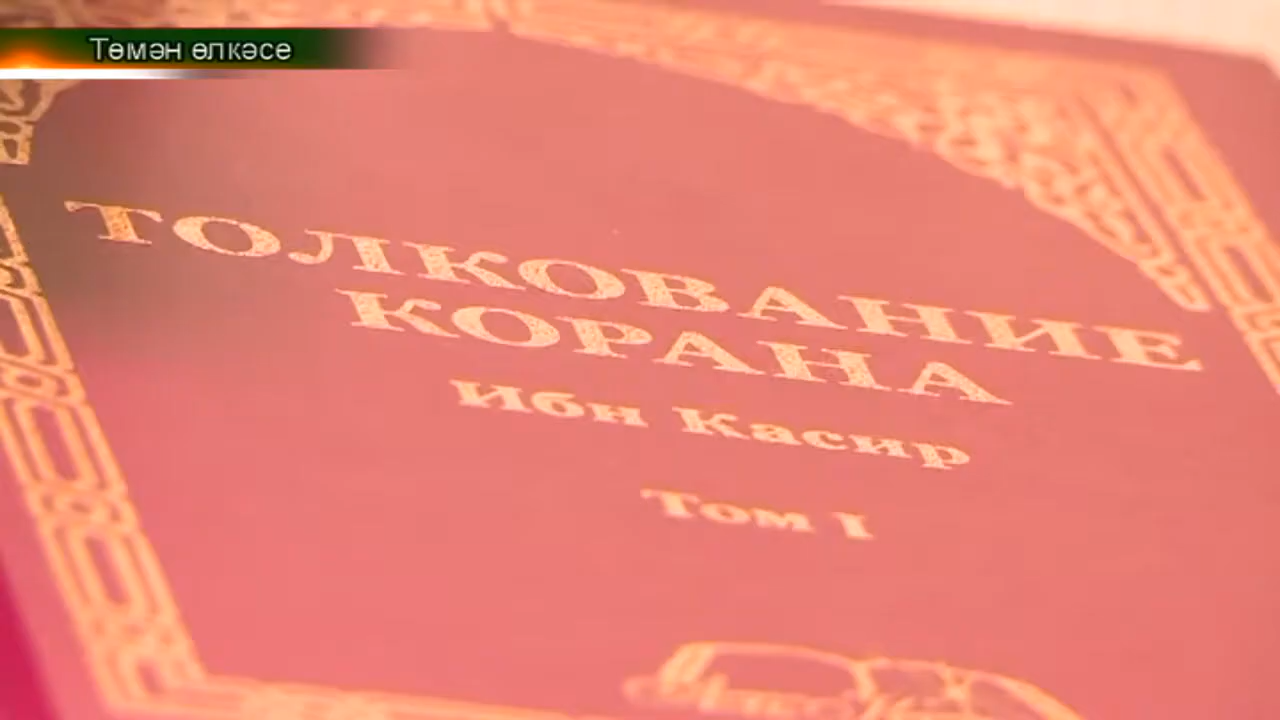 Төмән өлкәсе
ТОЛКОВАНИЕ
КОРАНА
Ибн Касир
Том I